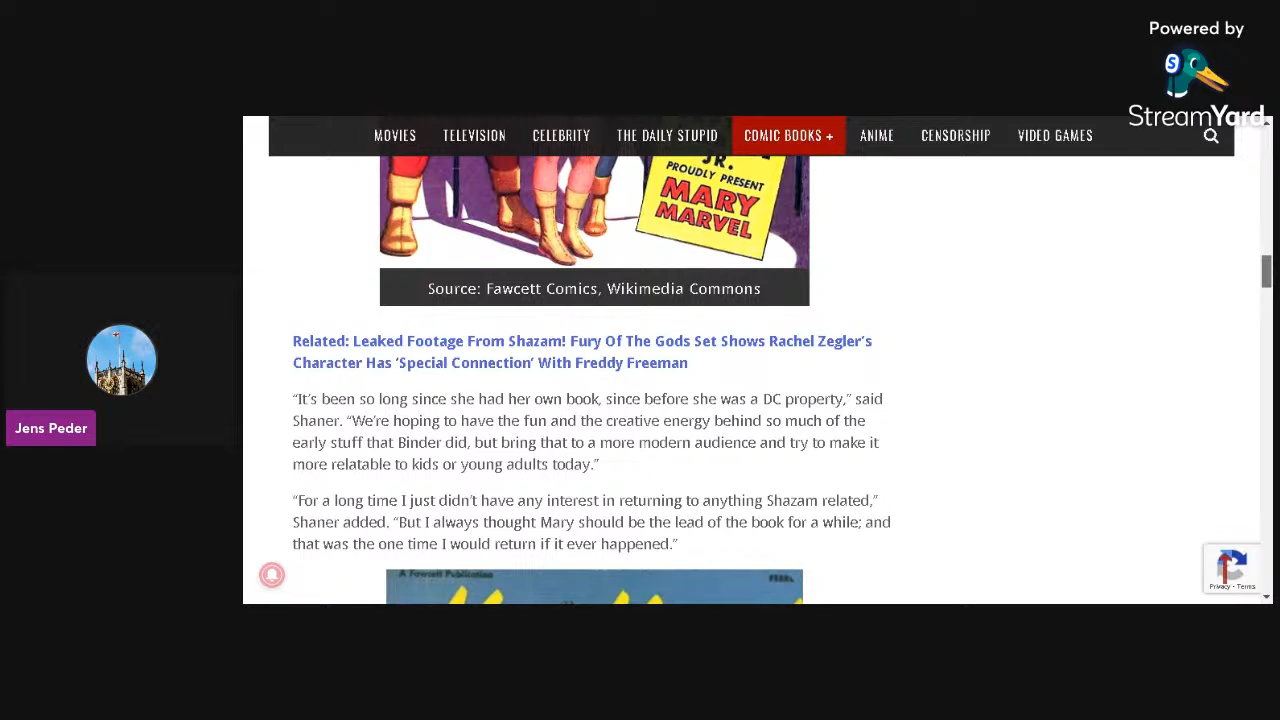 Powered by
S
StreamYard
MOVIES TELEVISION CELEBRITY THE DAILY STUPID COMIC BOOKS + ANIME CENSORSHIP VIDEO GAMES
JR.
PROUDLY PRESENT
MARY
MARVEL
Source: Fawcett Comics, Wikimedia Commons
Related: Leaked Footage From Shazam! Fury Of The Gods Set Shows Rachel Zegler’s
Character Has ‘Special Connection’ With Freddy Freeman
“It’s been so long since she had her own book, since before she was a DC property,” said
Shaner. “We’re hoping to have the fun and the creative energy behind so much of the
early stuff that Binder did, but bring that to a more modern audience and try to make it
more relatable to kids or young adults today.”
“For a long time I just didn’t have any interest in returning to anything Shazam related,”
Shaner added. “But I always thought Mary should be the lead of the book for a while; and
that was the one time I would return if it ever happened.”
A Fawcett Publication
Jens Peder
Privacy - Terms